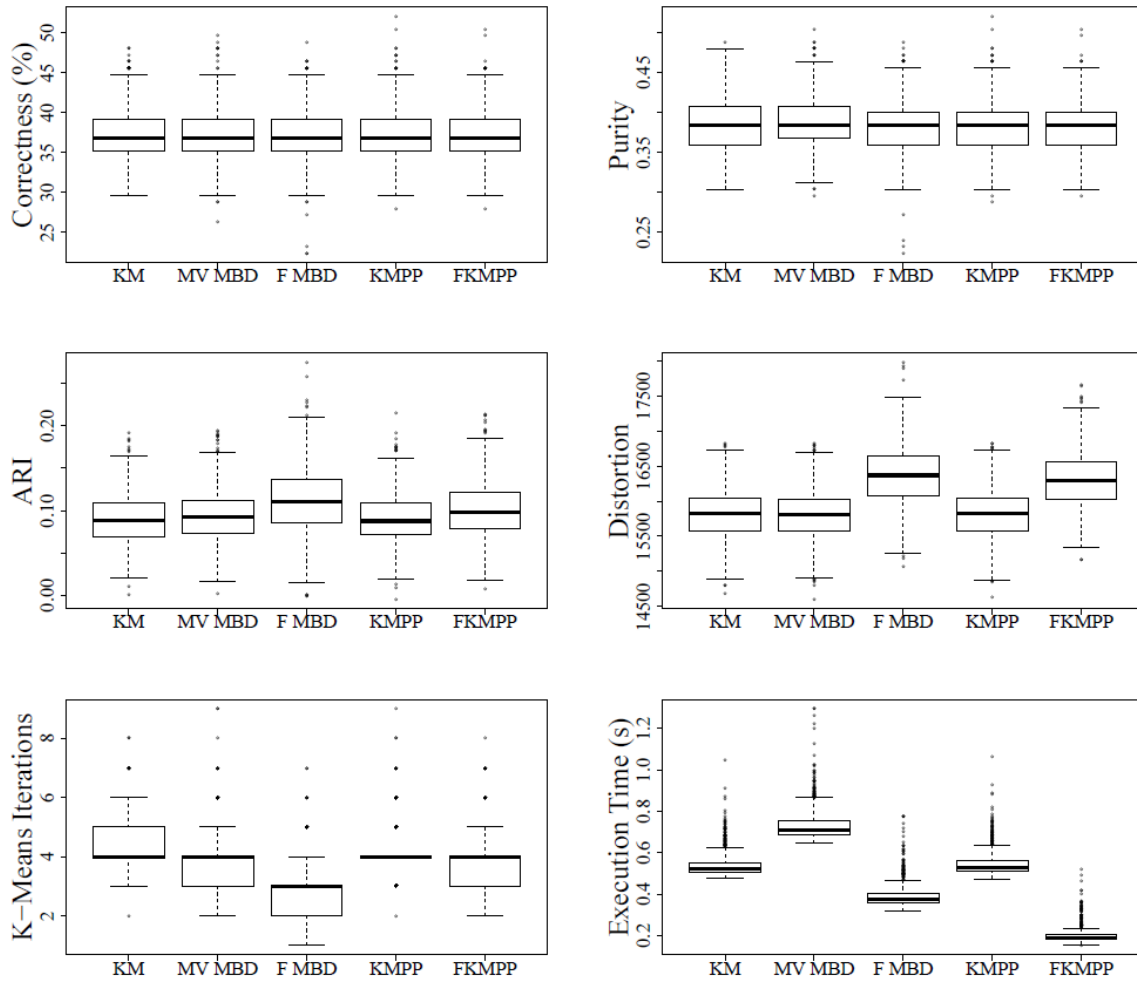 Correctness (%)
50
45
40
35
30
25
KM MV MBD F MBD KMPP FKMPP
Purity
0.45
0.35
0.25
KM MV MBD F MBD KMPP FKMPP
ARI
0.20
0.10
0.00
KM MV MBD F MBD KMPP FKMPP
Distortion
17500
16500
15500
14500
KM MV MBD F MBD KMPP FKMPP
K−Means Iterations
8
6
4
2
KM MV MBD F MBD KMPP FKMPP
Execution Time (s)
1.2
1.0
0.8
0.6
0.4
0.2
KM MV MBD F MBD KMPP FKMPP